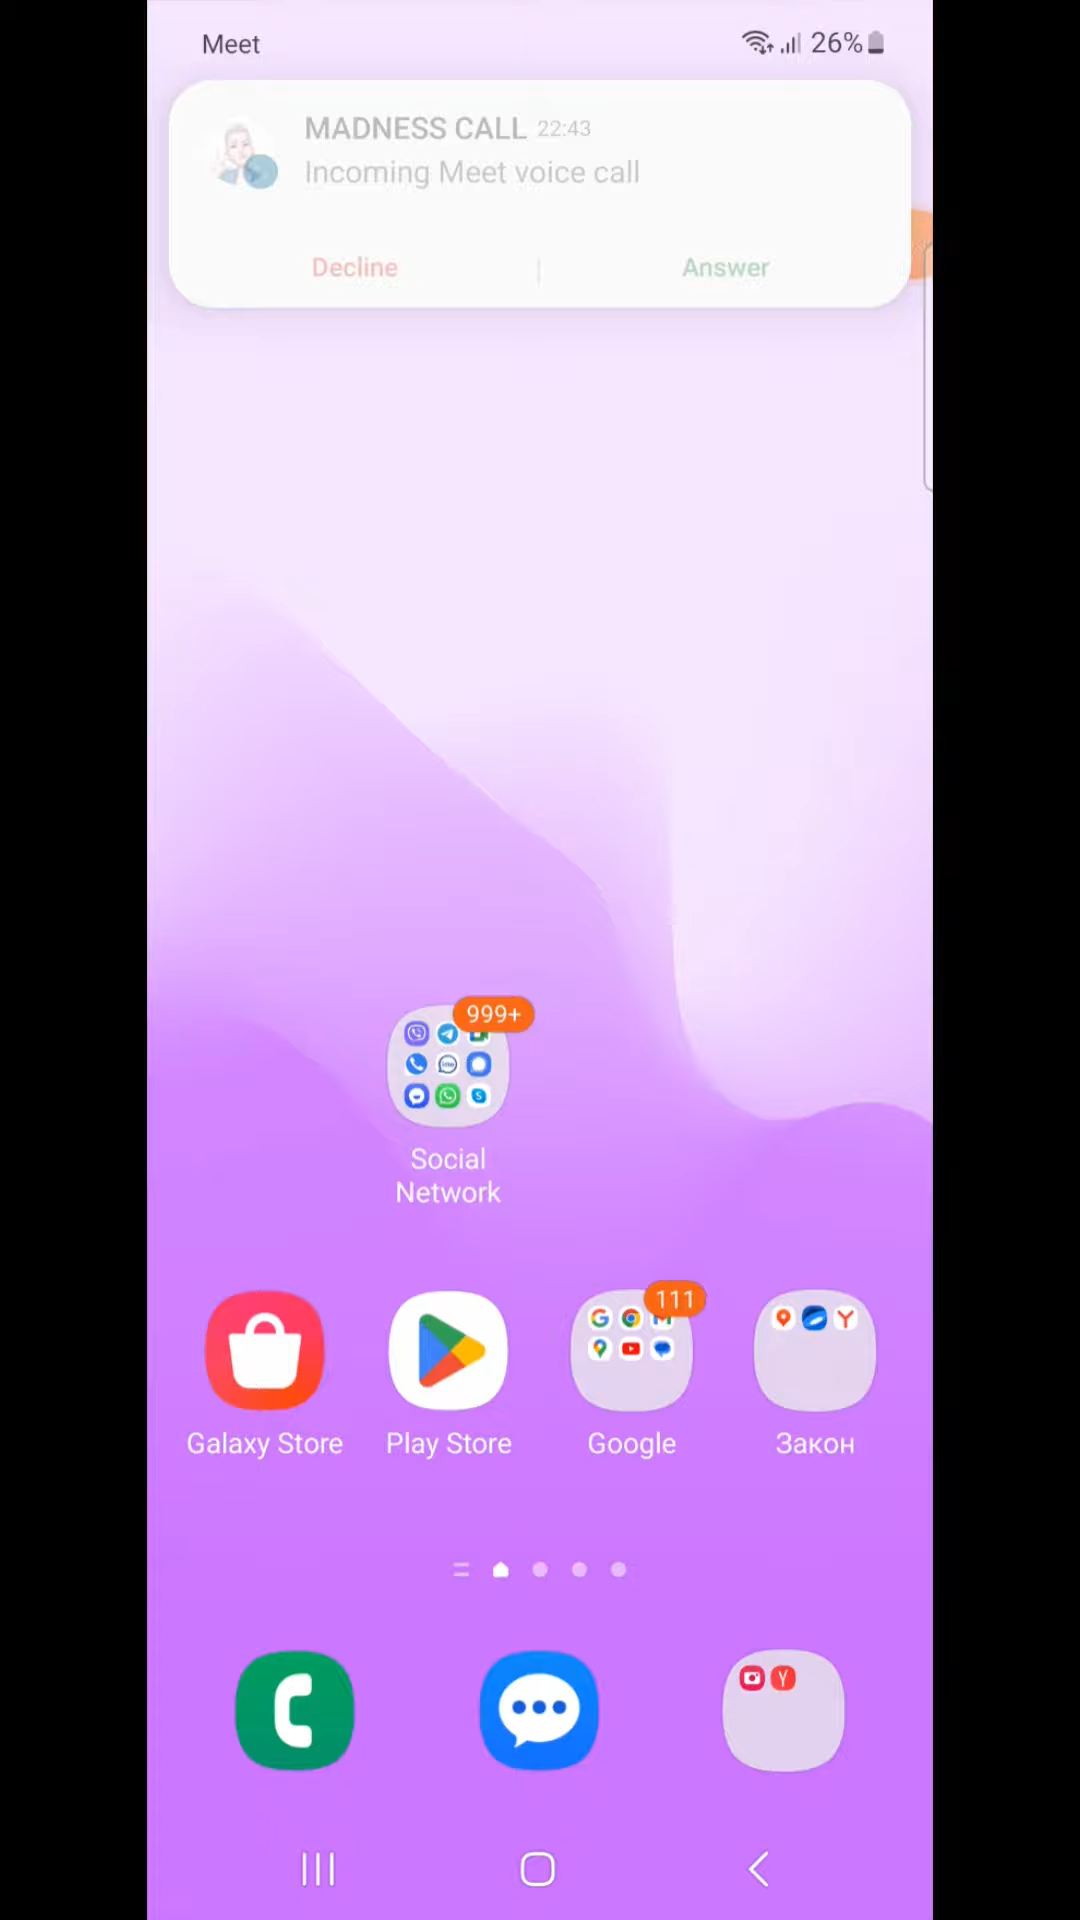 Meet
26%
MADNESS CALL 22:43
Incoming Meet voice call
Decline
Answer
999+
Social
Network
111
Galaxy Store
Play Store
Google
Закон